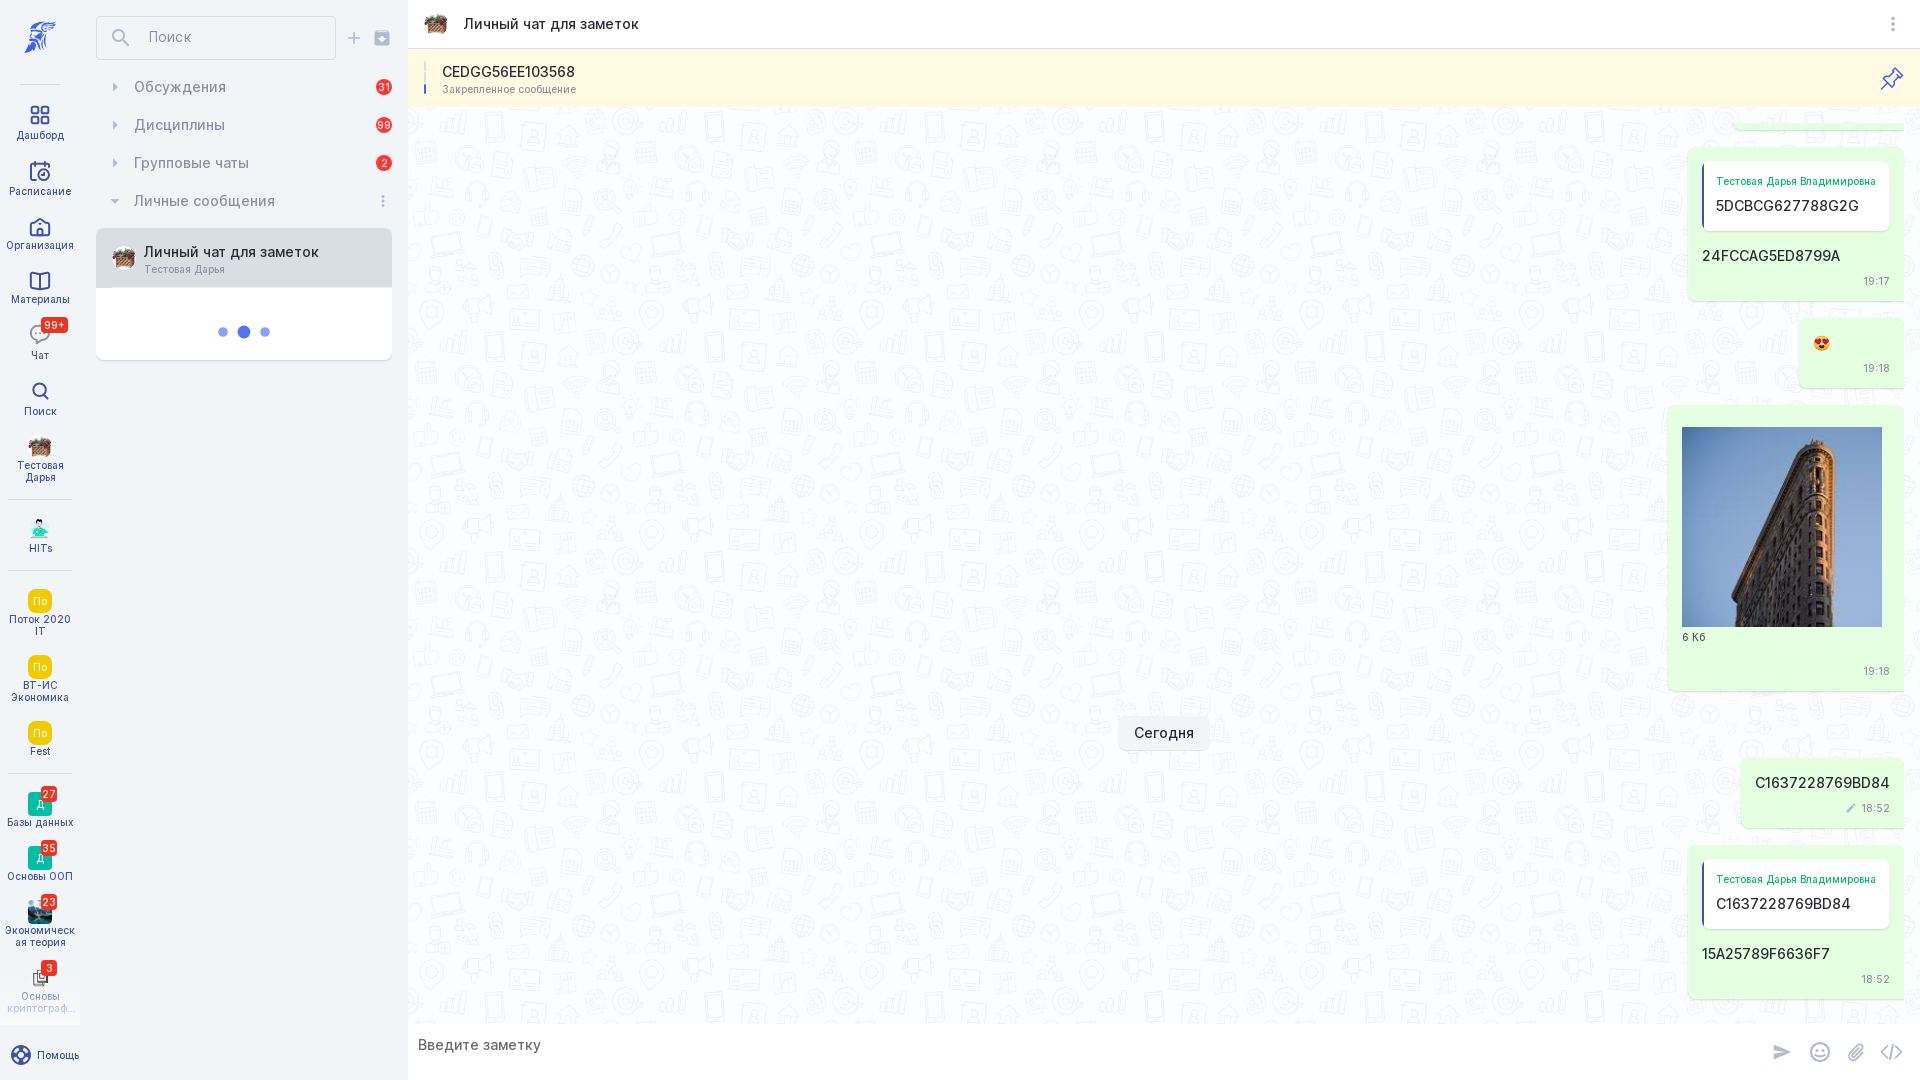 Дашборд
Расписание
Организация
Материалы
99+
Чат
Поиск
Тестовая
Дарья
HITs
По
Поток 2020
IT
По
ВТ-ИС
Экономика
По
Fest
27
Д
Базы данных
35
Д
Основы ООП
23
Экономическ
ая теория
3
Основы
криптограф...
Помощь
Поиск
Обсуждения
31
Дисциплины
99
Групповые чаты
2
Личные сообщения
Личный чат для заметок
Тестовая Дарья
Личный чат для заметок
CEDGG56EE103568
Закрепленное сообщение
Тестовая Дарья Владимировна
5DCBCG627788G2G
24FCCAG5ED8799A
19:17
19:18
6 Кб
19:18
Сегодня
C1637228769BD84
18:52
Тестовая Дарья Владимировна
C1637228769BD84
15A25789F6636F7
18:52
Введите заметку